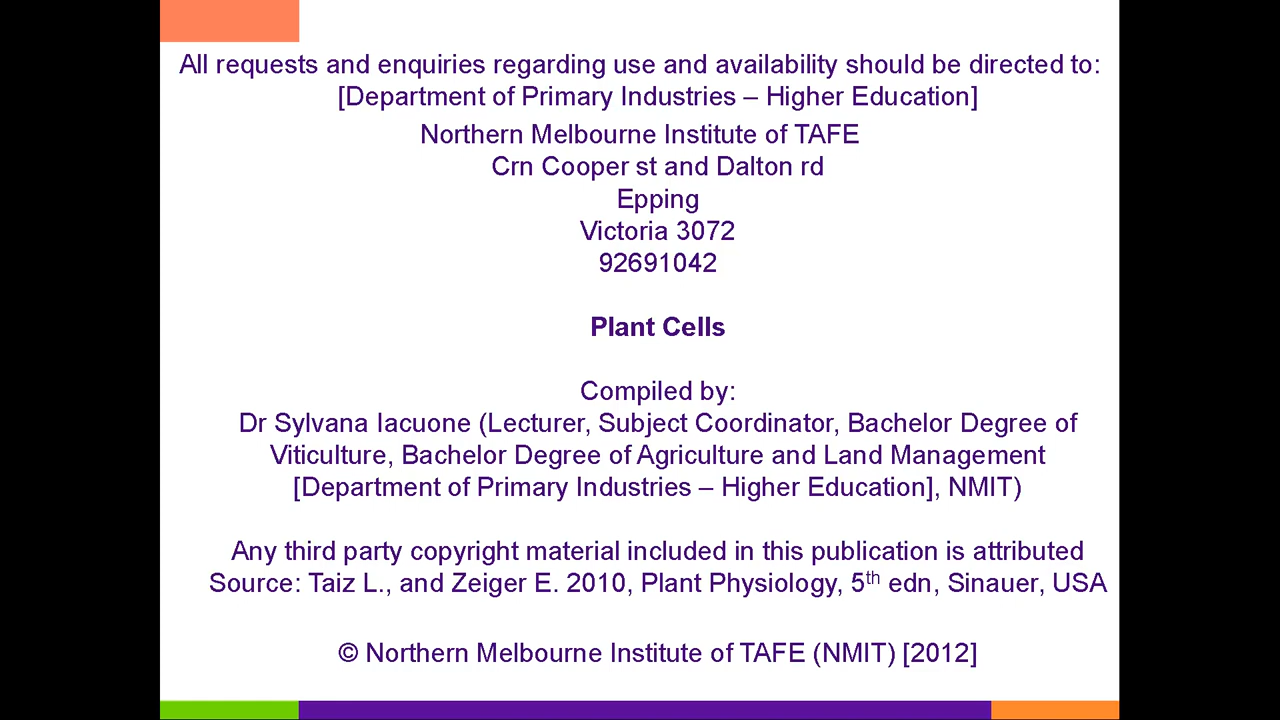 All requests and enquiries regarding use and availability should be directed to:
[Department of Primary Industries – Higher Education]
Northern Melbourne Institute of TAFE
Crn Cooper st and Dalton rd
Epping
Victoria 3072
92691042
Plant Cells
Compiled by:
Dr Sylvana Iacuone (Lecturer, Subject Coordinator, Bachelor Degree of
Viticulture, Bachelor Degree of Agriculture and Land Management
[Department of Primary Industries – Higher Education], NMIT)
Any third party copyright material included in this publication is attributed
Source: Taiz L., and Zeiger E. 2010, Plant Physiology, 5th edn, Sinauer, USA
© Northern Melbourne Institute of TAFE (NMIT) [2012]